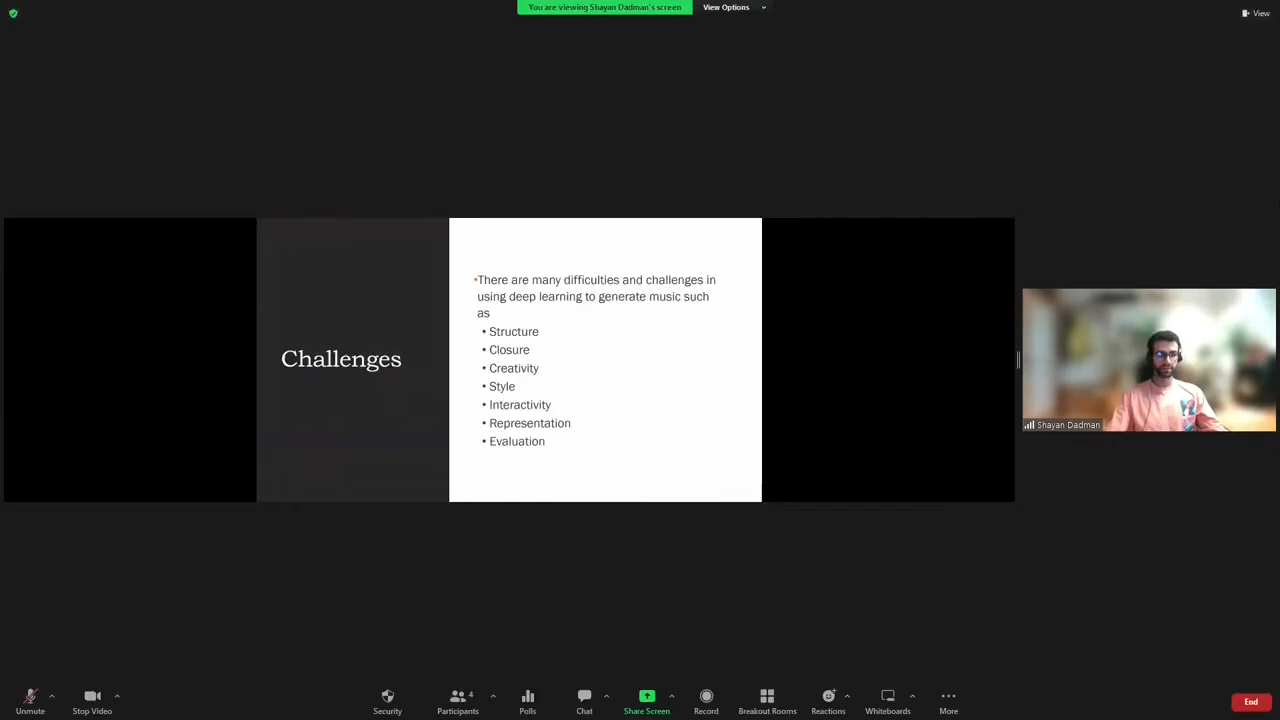 You are viewing Shayan Dadman's screen View Options
View
•There are many difficulties and challenges in
using deep learning to generate music such
as
• Structure
• Closure
Challenges
• Creativity
• Style
• Interactivity
• Representation
• Evaluation
Shayan Dadman
4
Unmute Stop Video Security Participants Polls Chat Share Screen Record Breakout Rooms Reactions Whiteboards More End